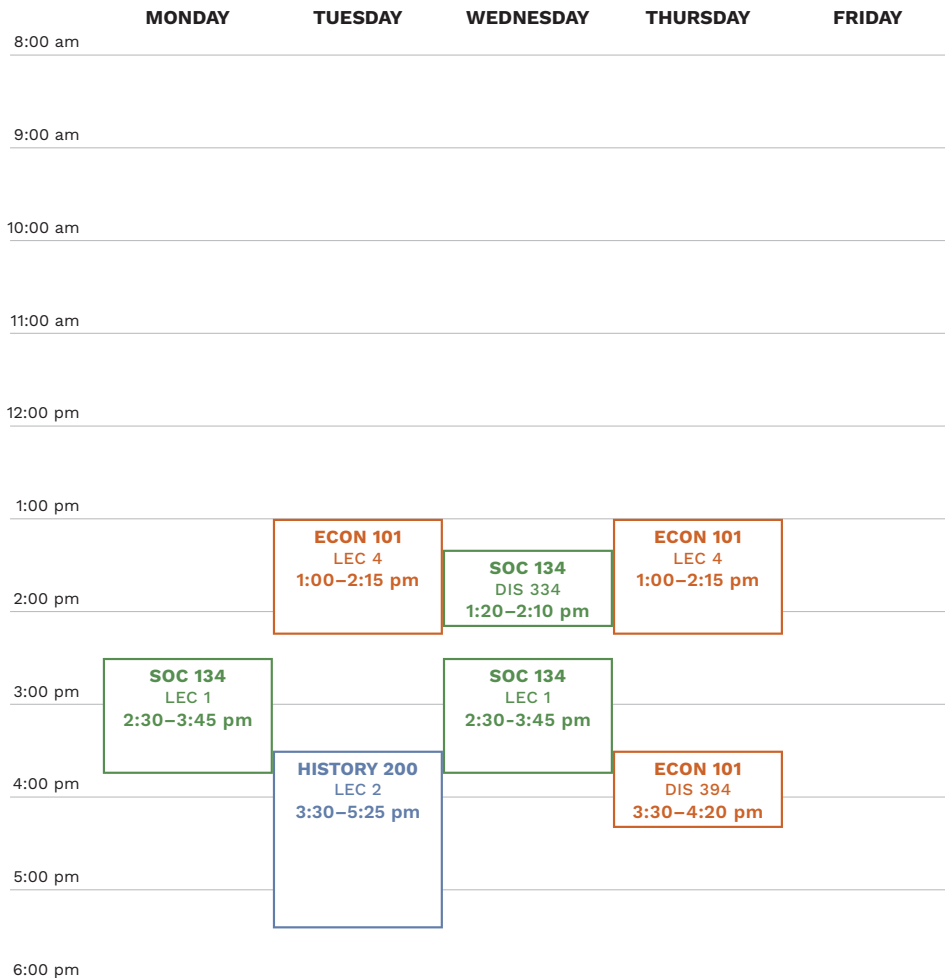 MONDAY TUESDAY WEDNESDAY THURSDAY FRIDAY
8:00 am
9:00 am
10:00 am
11:00 am
12:00 pm
1:00 pm
ECON 101
LEC 4
1:00–2:15 pm
SOC 134
DIS 334
1:20–2:10 pm
ECON 101
LEC 4
1:00–2:15 pm
2:00 pm
SOC 134
LEC 1
2:30–3:45 pm
SOC 134
LEC 1
2:30-3:45 pm
3:00 pm
HISTORY 200
LEC 2
3:30–5:25 pm
ECON 101
DIS 394
3:30–4:20 pm
4:00 pm
5:00 pm
6:00 pm